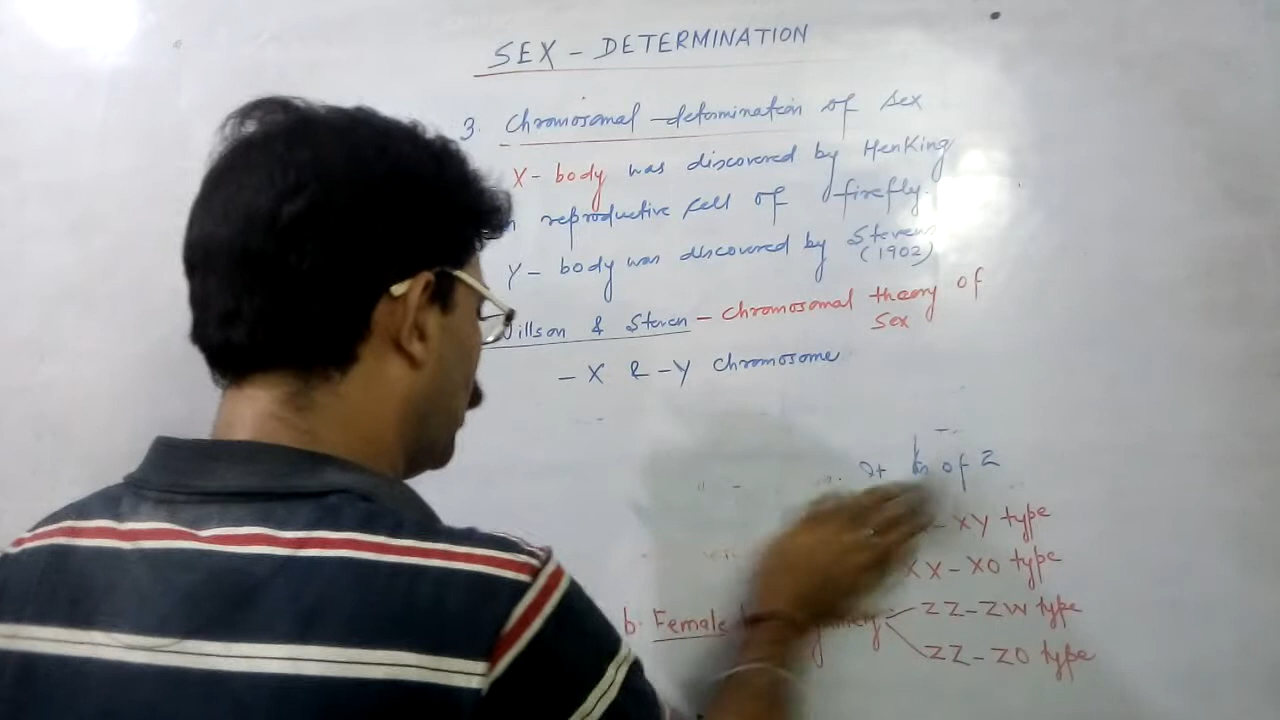 SEX - DETERMINATION
3. Chromosomal - determination of sex
X - body was discovered by HenKing
reproductive cell of firefly.
Y - body was discovered by Steven
(1902)
Willson & Steven - Chromosomal theory of
Sex
- X & - Y Chromosome
of 2
- XY type
XX - XO type
b. Female
ZZ - ZW type
ZZ - ZO type